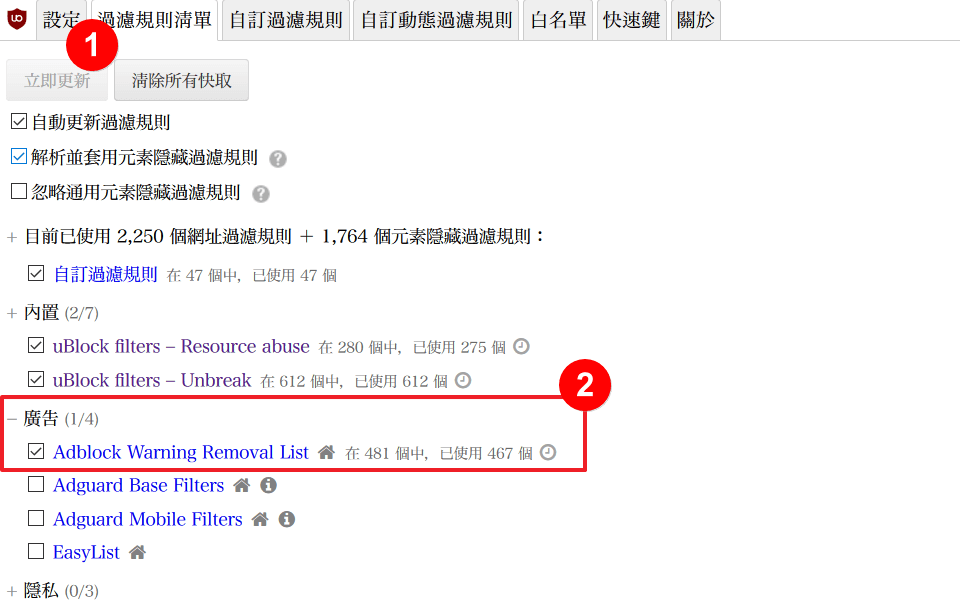 設定 過濾規則清單 自訂過濾規則 自訂動態過濾規則 白名單 快速鍵 關於
1
立即更新 清除所有快取
自動更新過濾規則
解析並套用元素隱藏過濾規則 ?
忽略通用元素隱藏過濾規則 ?
+ 目前已使用 2,250 個網址過濾規則 ＋ 1,764 個元素隱藏過濾規則：
自訂過濾規則 在 47 個中，已使用 47 個
+ 內置 (2/7)
uBlock filters – Resource abuse 在 280 個中，已使用 275 個
uBlock filters – Unbreak 在 612 個中，已使用 612 個
2
− 廣告 (1/4)
Adblock Warning Removal List 在 481 個中，已使用 467 個
Adguard Base Filters
Adguard Mobile Filters
EasyList
+ 隱私 (0/3)